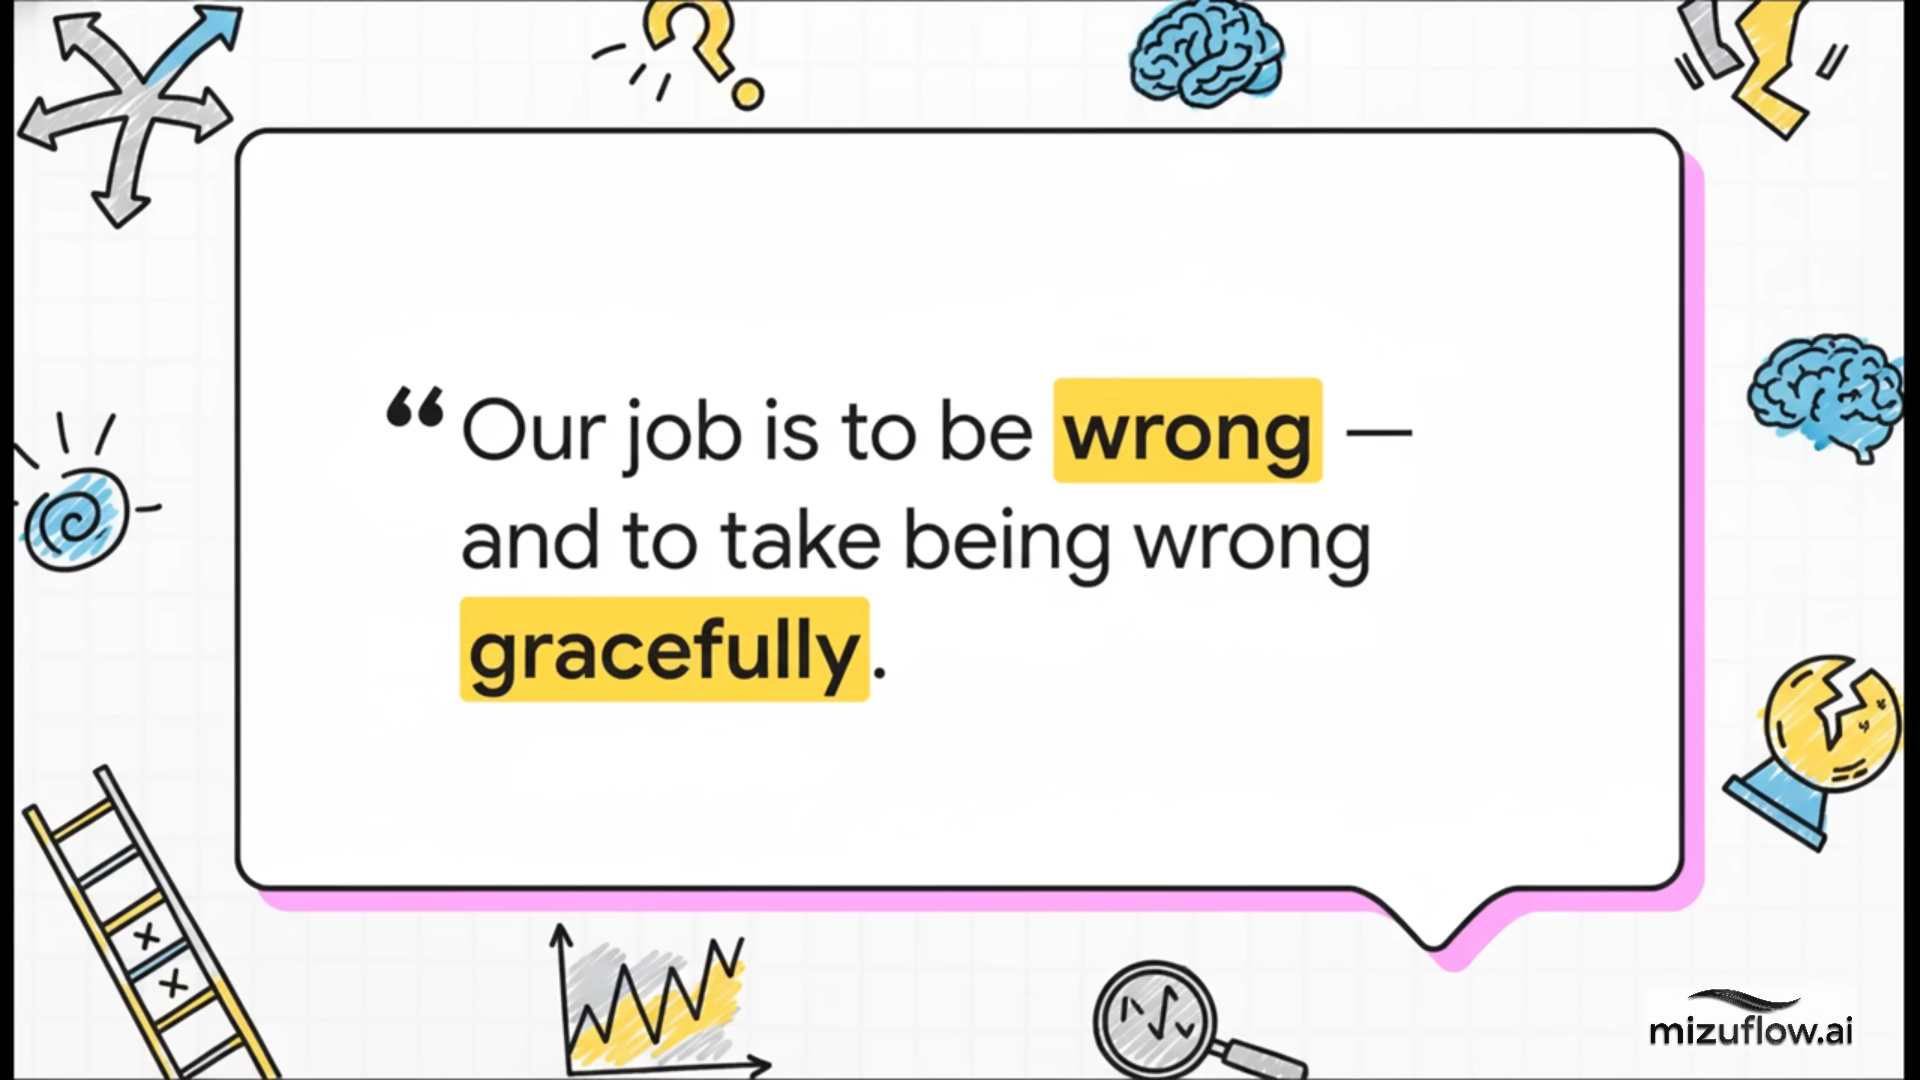 “Our job is to be wrong —
and to take being wrong
gracefully.
mizuflow.ai